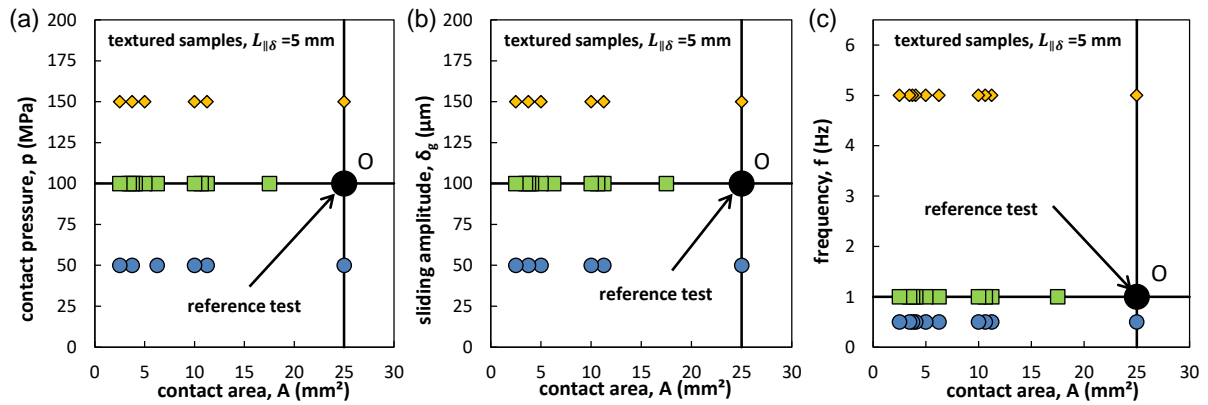 (a)
textured samples, L∥δ =5 mm
contact pressure, p (MPa)
200
175
150
125
100
75
50
25
0
O
reference test
0 5 10 15 20 25 30
contact area, A (mm²)
(b)
textured samples, L∥δ =5 mm
sliding amplitude, δg (μm)
200
175
150
125
100
75
50
25
0
O
reference test
0 5 10 15 20 25 30
contact area, A (mm²)
(c)
textured samples, L∥δ =5 mm
frequency, f (Hz)
6
5
4
3
2
1
0
reference test
O
0 5 10 15 20 25 30
contact area, A (mm²)